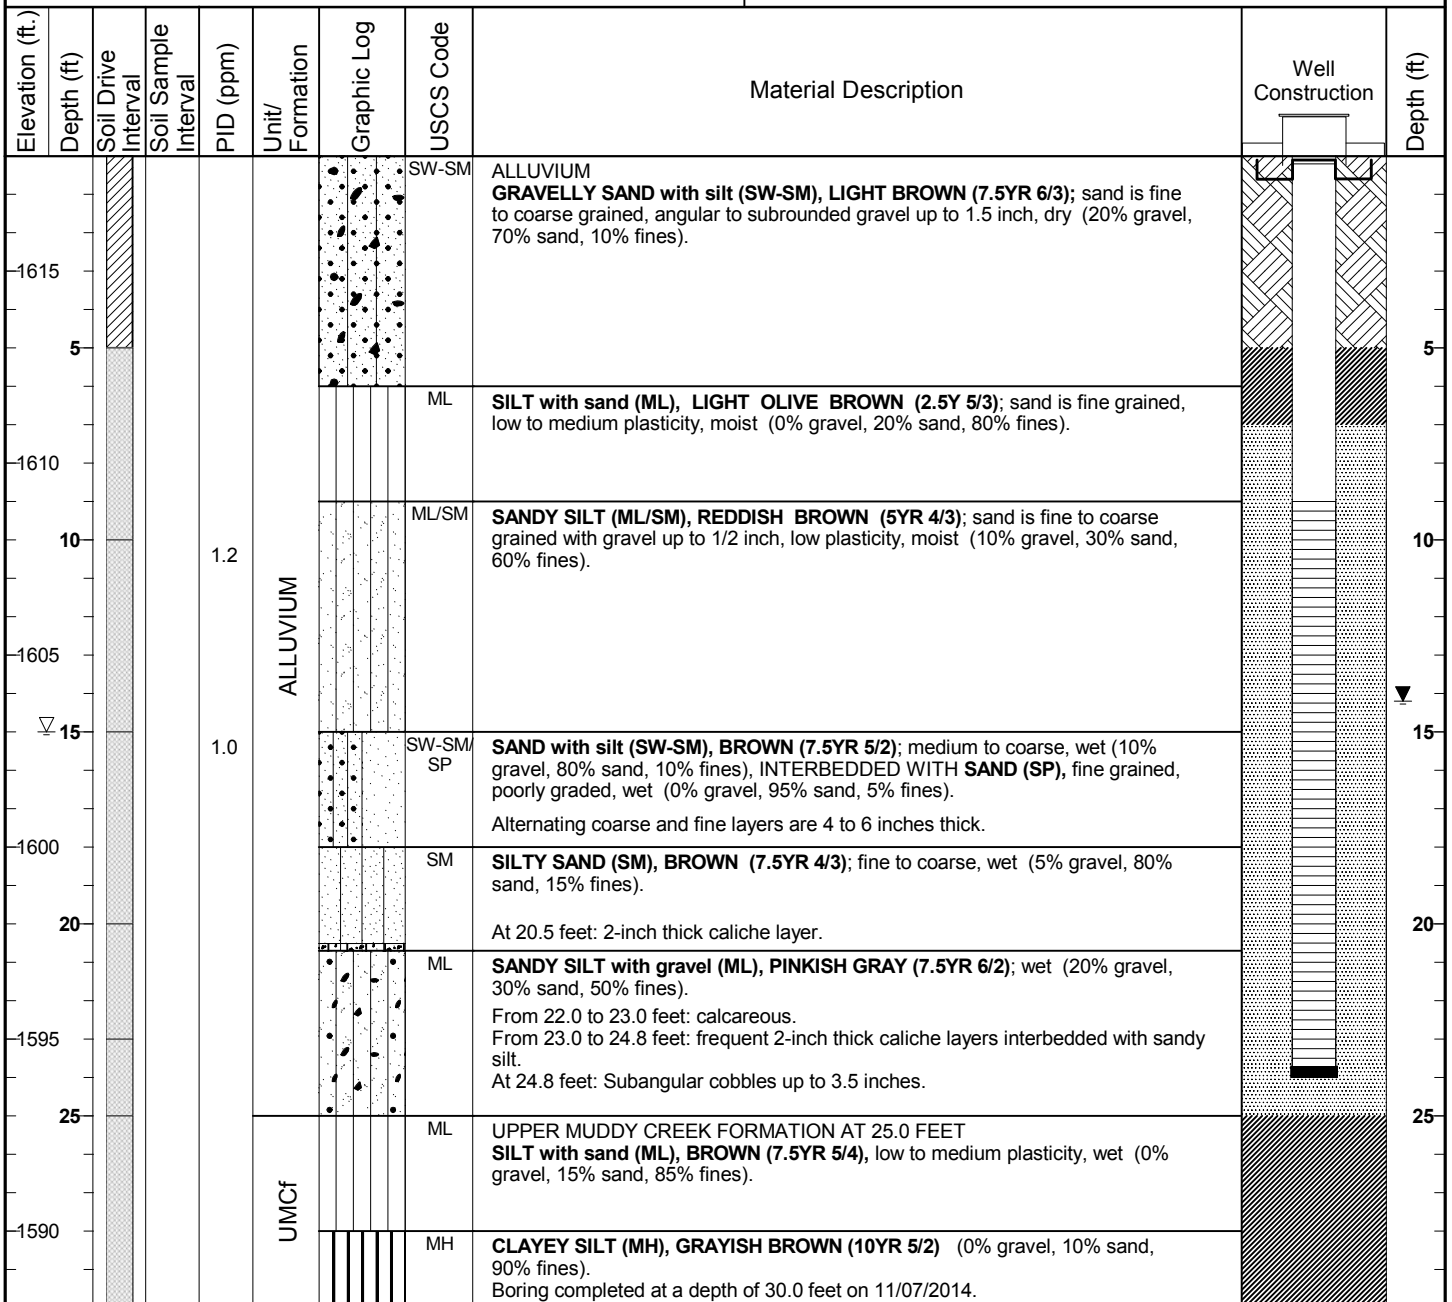 Elevation (ft.)
Depth (ft)
Soil Drive
Interval
Soil Sample
Interval
PID (ppm)
Unit/
Formation
Graphic Log
USCS Code
Material Description
Well
Construction
Depth (ft)
SW-SM
ALLUVIUM
GRAVELLY SAND with silt (SW-SM), LIGHT BROWN (7.5YR 6/3); sand is fine
to coarse grained, angular to subrounded gravel up to 1.5 inch, dry (20% gravel,
70% sand, 10% fines).
1615
5
5
ML
SILT with sand (ML), LIGHT OLIVE BROWN (2.5Y 5/3); sand is fine grained,
low to medium plasticity, moist (0% gravel, 20% sand, 80% fines).
1610
ML/SM
SANDY SILT (ML/SM), REDDISH BROWN (5YR 4/3); sand is fine to coarse
grained with gravel up to 1/2 inch, low plasticity, moist (10% gravel, 30% sand,
60% fines).
10
1.2
10
ALLUVIUM
1605
15
1.0
15
SW-SM/
SP
SAND with silt (SW-SM), BROWN (7.5YR 5/2); medium to coarse, wet (10%
gravel, 80% sand, 10% fines), INTERBEDDED WITH SAND (SP), fine grained,
poorly graded, wet (0% gravel, 95% sand, 5% fines).
Alternating coarse and fine layers are 4 to 6 inches thick.
1600
SM
SILTY SAND (SM), BROWN (7.5YR 4/3); fine to coarse, wet (5% gravel, 80%
sand, 15% fines).
20
20
At 20.5 feet: 2-inch thick caliche layer.
ML
SANDY SILT with gravel (ML), PINKISH GRAY (7.5YR 6/2); wet (20% gravel,
30% sand, 50% fines).
From 22.0 to 23.0 feet: calcareous.
From 23.0 to 24.8 feet: frequent 2-inch thick caliche layers interbedded with sandy
silt.
At 24.8 feet: Subangular cobbles up to 3.5 inches.
1595
25
25
ML
UPPER MUDDY CREEK FORMATION AT 25.0 FEET
SILT with sand (ML), BROWN (7.5YR 5/4), low to medium plasticity, wet (0%
gravel, 15% sand, 85% fines).
UMCf
1590
MH
CLAYEY SILT (MH), GRAYISH BROWN (10YR 5/2) (0% gravel, 10% sand,
90% fines).
Boring completed at a depth of 30.0 feet on 11/07/2014.